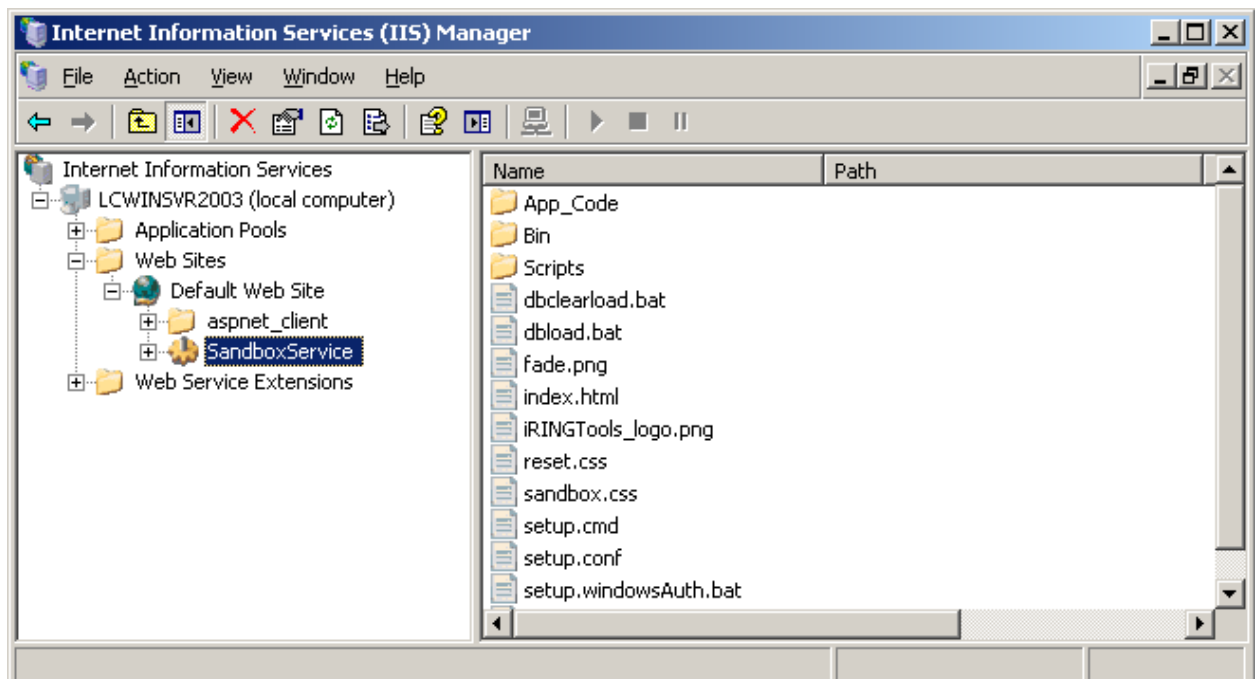 Internet Information Services (IIS) Manager
File Action View Window Help
Internet Information Services
LCWINSVR2003 (local computer)
Application Pools
Web Sites
Default Web Site
aspnet_client
SandboxService
Web Service Extensions
Name Path
App_Code
Bin
Scripts
dbclearload.bat
dbload.bat
fade.png
index.html
iRINGTools_logo.png
reset.css
sandbox.css
setup.cmd
setup.conf
setup.windowsAuth.bat